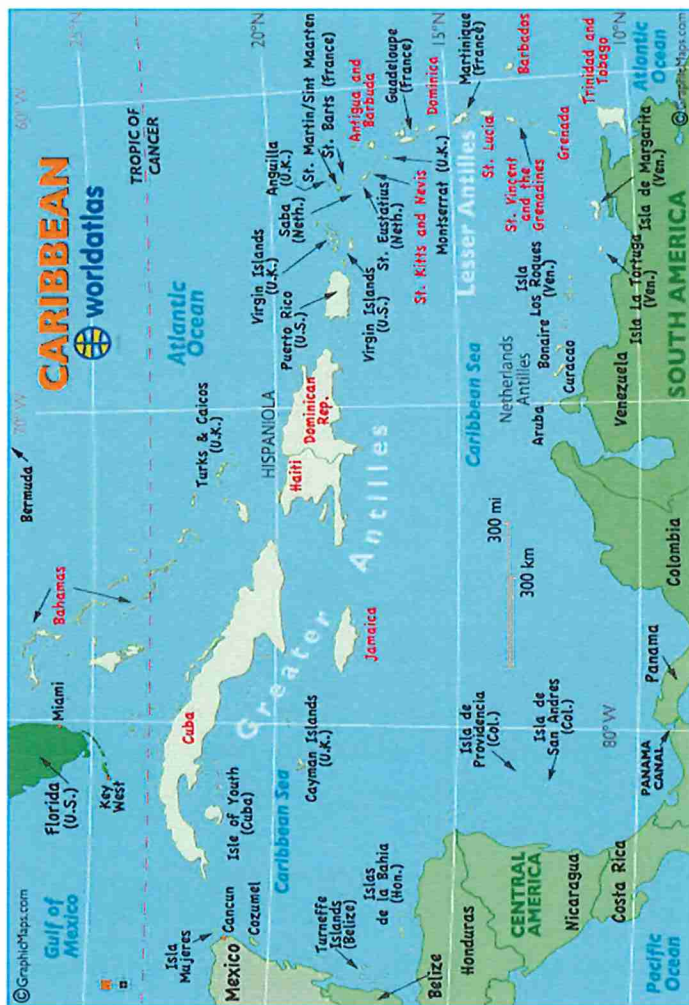 ©GraphicMaps.com
CARIBBEAN
worldatlas
Gulf of
Mexico
Florida
(U.S.)
Miami
Key
West
Bahamas
Bermuda
70°W
60°W
25°N
TROPIC OF
CANCER
Atlantic
Ocean
Isla
Mujeres
Cancun
Cozumel
Mexico
Isle of Youth
(Cuba)
Cuba
Turks & Caicos
(U.K.)
HISPANIOLA
20°N
Haiti
Dominican
Rep.
Puerto Rico
(U.S.)
Virgin Islands
(U.K.)
Virgin Islands
(U.S.)
Anguilla
(U.K.)
St. Martin/Sint Maarten
St. Barts (France)
Saba
(Neth.)
St. Eustatius
(Neth.)
Antigua and
Barbuda
St. Kitts and Nevis
Montserrat (U.K.)
Guadeloupe
(France)
Dominica
Martinique
(France)
Caribbean Sea
Cayman Islands
(U.K.)
Jamaica
Greater Antilles
Lesser Antilles
15°N
St. Lucia
Barbados
St. Vincent
and the
Grenadines
Grenada
Trinidad and
Tobago
Turneffe
Islands
(Belize)
Islas
de la Bahia
(Hon.)
Belize
Honduras
CENTRAL
AMERICA
Nicaragua
Costa Rica
Isla de
Providencia
(Col.)
Isla de
San Andres
(Col.)
300 mi
300 km
Caribbean Sea
Netherlands
Antilles
Aruba
Bonaire
Curacao
Isla
Los Roques
(Ven.)
Isla La Tortuga
(Ven.)
Isla de Margarita
(Ven.)
10°N
80°W
PANAMA
CANAL
Panama
Colombia
Venezuela
SOUTH AMERICA
Pacific
Ocean
Atlantic
Ocean
©GraphicMaps.com